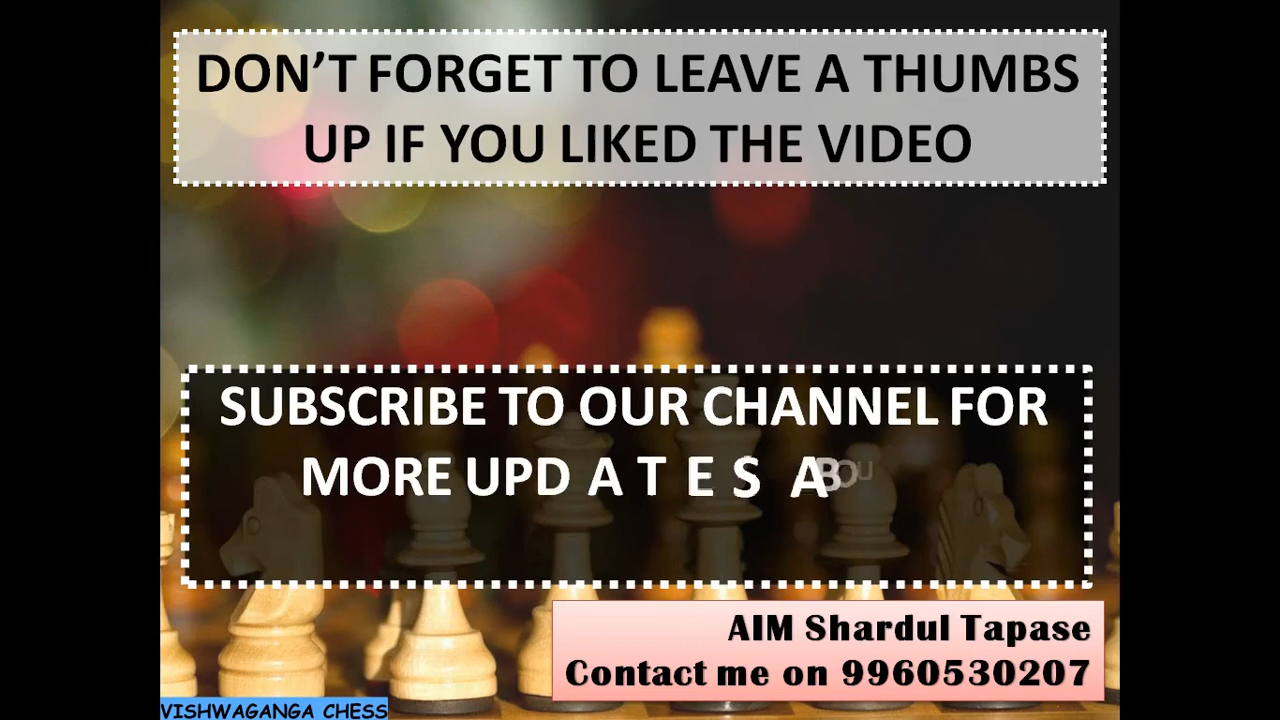 DON’T FORGET TO LEAVE A THUMBS
UP IF YOU LIKED THE VIDEO
SUBSCRIBE TO OUR CHANNEL FOR
MORE UPD A T E S ABOU
AIM Shardul Tapase
Contact me on 9960530207
VISHWAGANGA CHESS